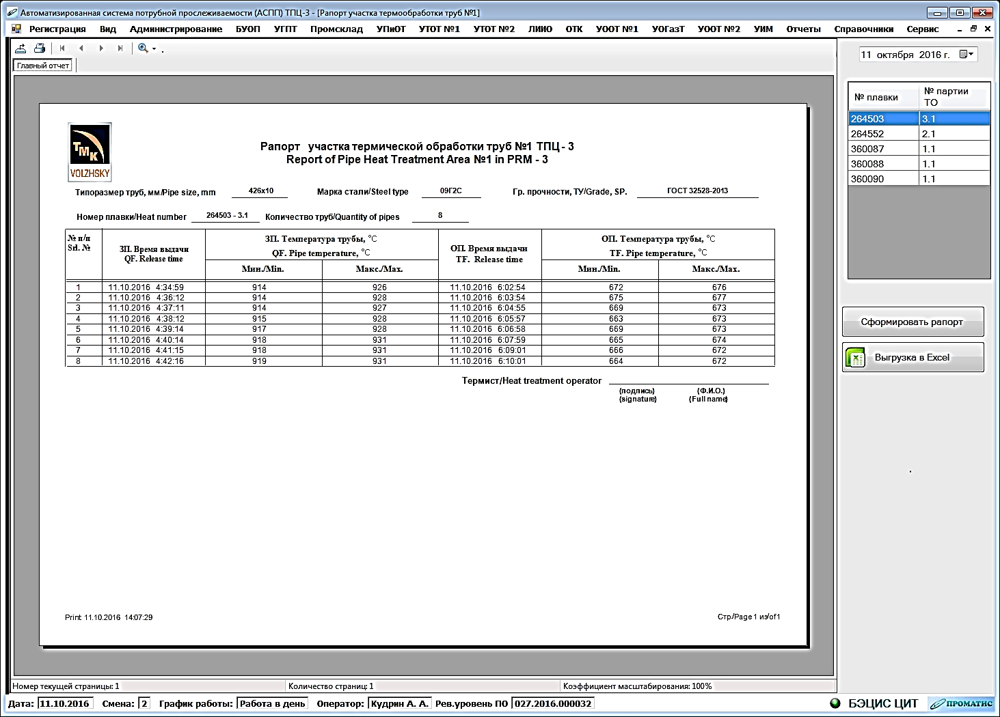 Автоматизированная система потрубной прослеживаемости (АСПП) ТПЦ-3 - [Рапорт участка термообработки труб №1]
Регистрация Вид Администрирование БУОП УГПТ Промсклад УПиОТ УТОТ №1 УТОТ №2 ЛИИО ОТК УООТ №1 УОГазТ УООТ №2 УИМ Отчеты Справочники Сервис
Главный отчет
11 октября 2016 г.
№ плавки № партии ТО
264503 3.1
264552 2.1
360087 1.1
360088 1.1
360090 1.1
Сформировать рапорт
Выгрузка в Excel
ТМК
VOLZHSKY
Рапорт участка термической обработки труб №1 ТПЦ - 3
Report of Pipe Heat Treatment Area №1 in PRM - 3
Типоразмер труб, мм/Pipe size, mm 426x10 Марка стали/Steel type 09Г2С Гр. прочности, ТУ/Grade, SP. ГОСТ 32528-2013
Номер плавки/Heat number 264503 - 3.1 Количество труб/Quantity of pipes 8
№ п/п
Srl. №
ЗП. Время выдачи
QF. Release time
ЗП. Температура трубы, °С
QF. Pipe temperature, °С
Мин./Min. Макс./Max.
ОП. Время выдачи
TF. Release time
ОП. Температура трубы, °С
TF. Pipe temperature, °С
Мин./Min. Макс./Max.
1 11.10.2016 4:34:59 914 926 11.10.2016 6:02:54 672 676
2 11.10.2016 4:36:12 914 928 11.10.2016 6:03:54 675 677
3 11.10.2016 4:37:11 914 927 11.10.2016 6:04:55 669 673
4 11.10.2016 4:38:12 915 928 11.10.2016 6:05:57 663 673
5 11.10.2016 4:39:14 917 928 11.10.2016 6:06:58 669 673
6 11.10.2016 4:40:14 918 931 11.10.2016 6:07:59 665 674
7 11.10.2016 4:41:15 918 931 11.10.2016 6:09:01 666 672
8 11.10.2016 4:42:16 919 931 11.10.2016 6:10:01 664 672
Термист/Heat treatment operator
(подпись) (Ф.И.О.)
(signature) (Full name)
Print 11.10.2016 14:07:29 Стр./Page 1 из/of 1
Номер текущей страницы: 1 Количество страниц: 1 Коэффициент масштабирования: 100%
Дата: 11.10.2016 Смена: 2 График работы: Работа в день Оператор: Кудрин А. А. Рев.уровень ПО 027.2016.000032 БЭЦИС ЦИТ ПРОМАТИС